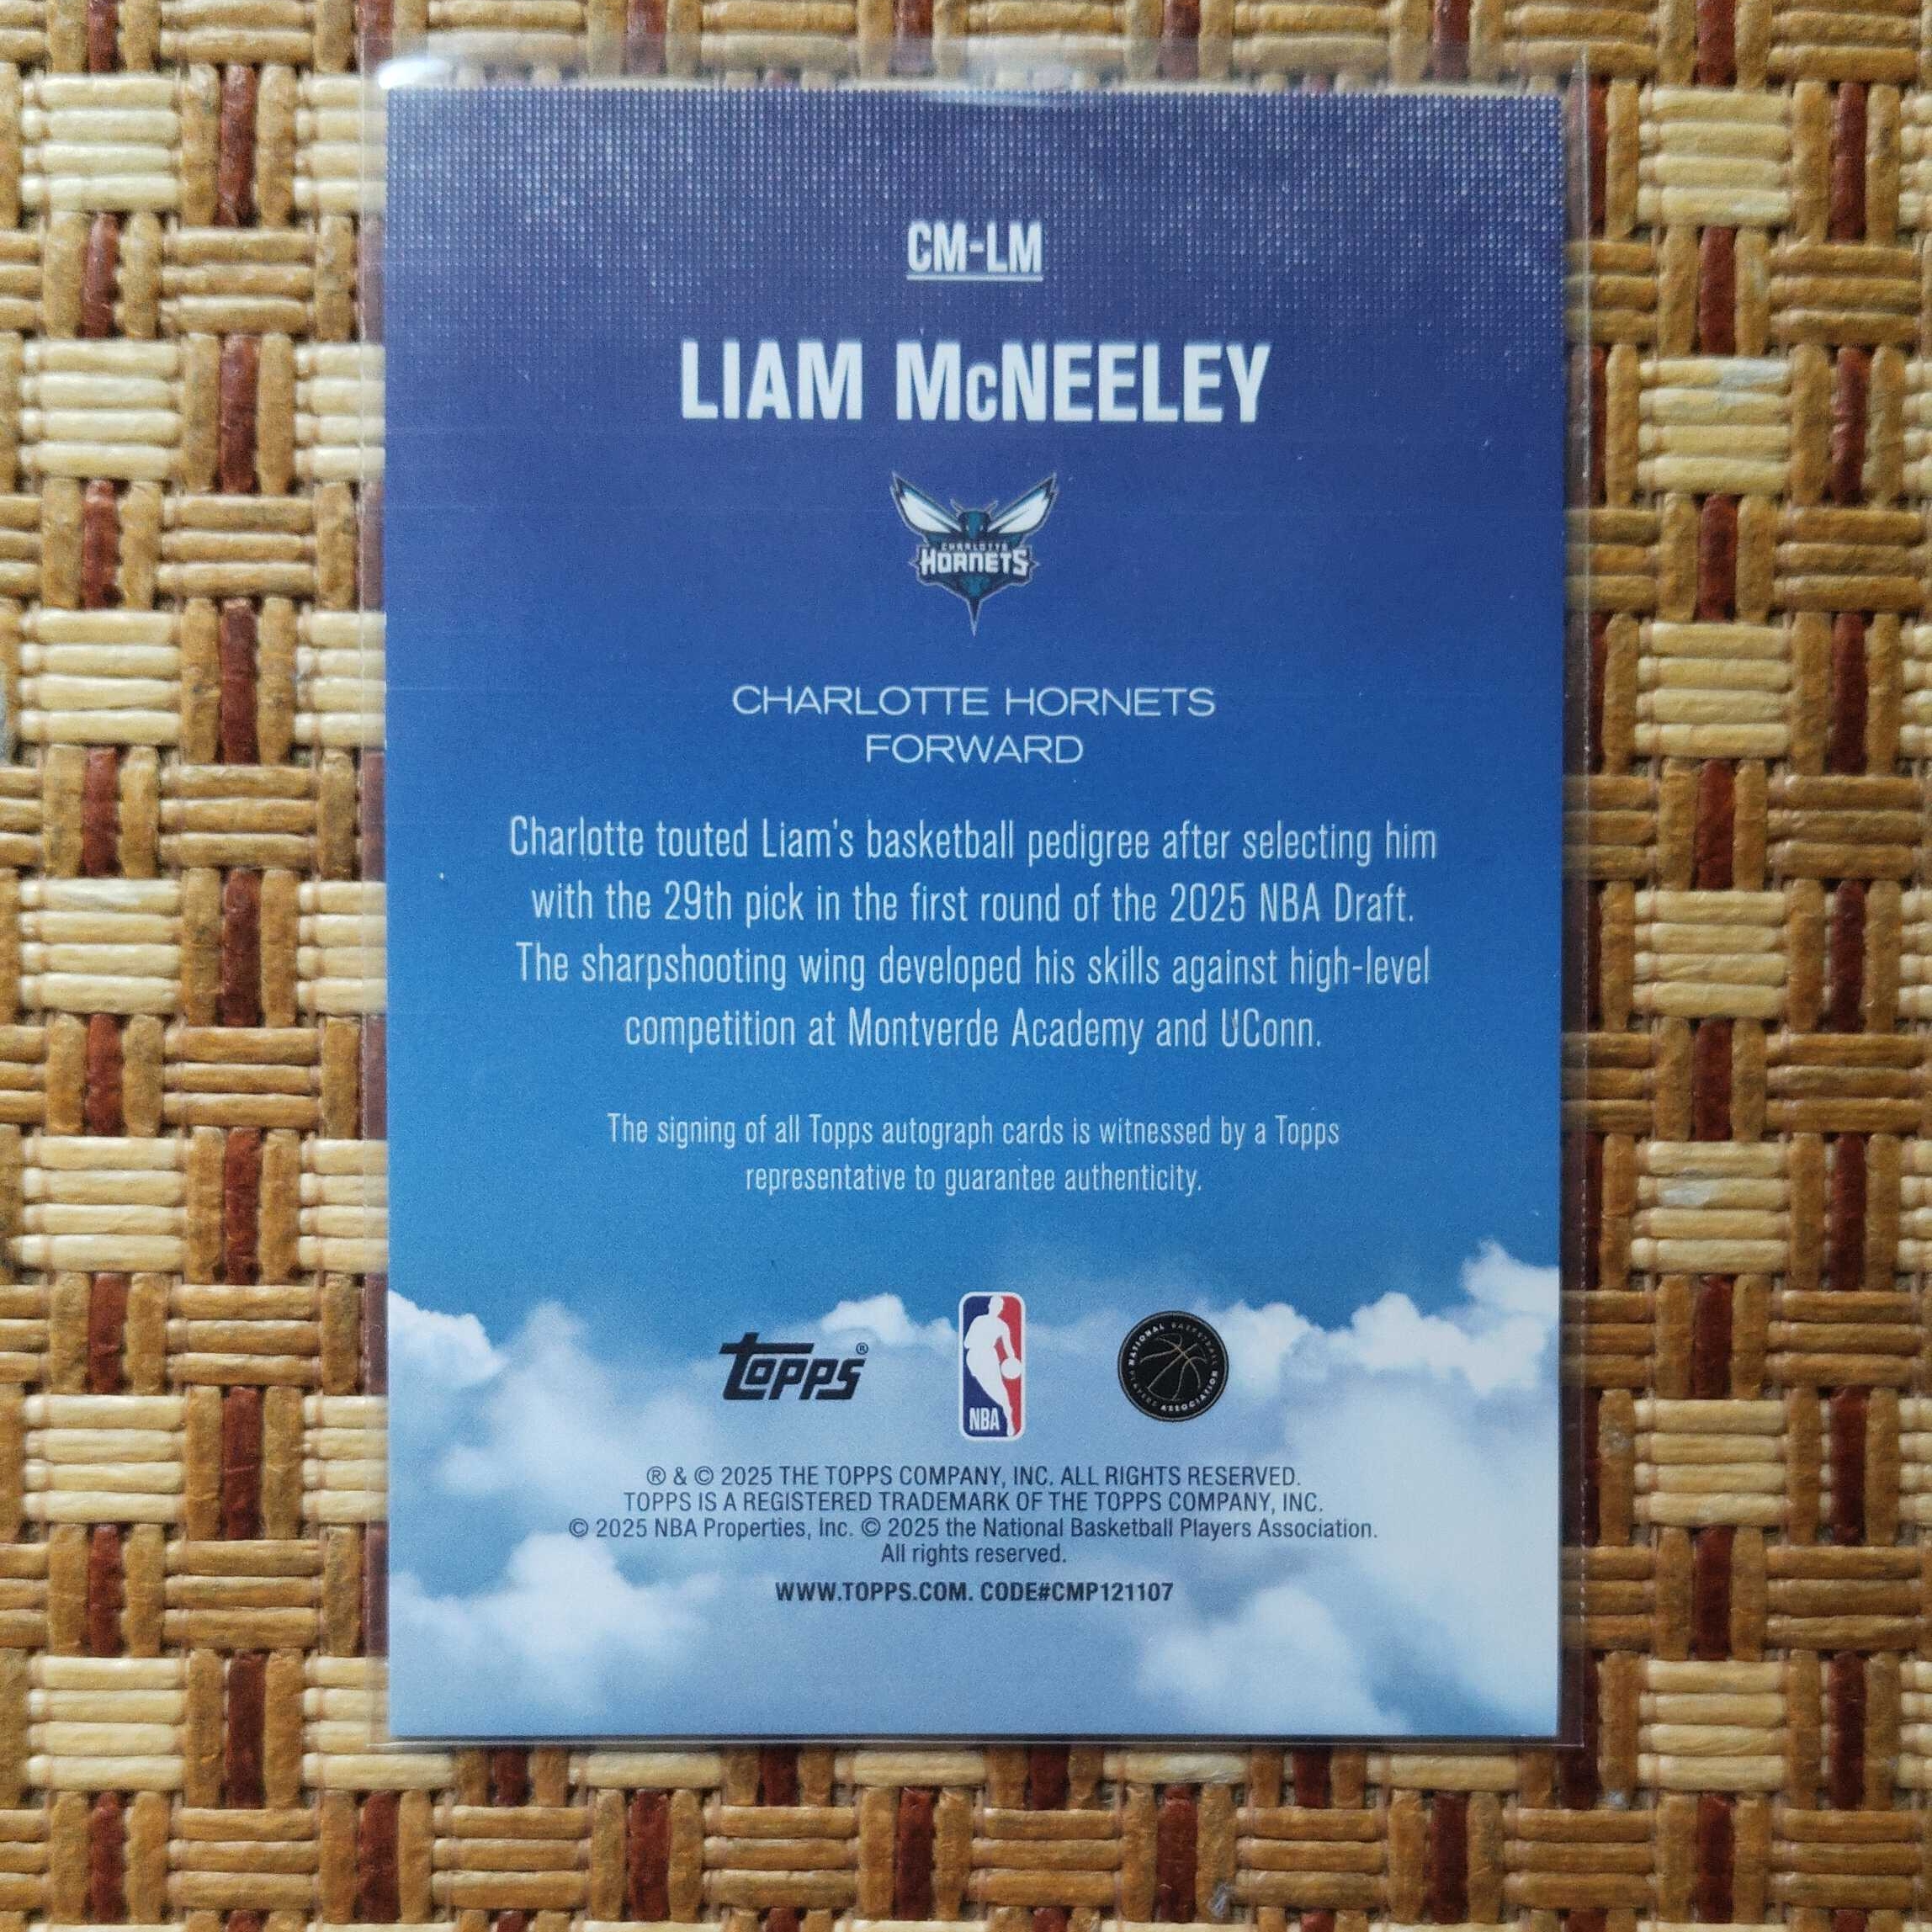 CM-LM
LIAM McNEELEY
CHARLOTTE
HORNETS
CHARLOTTE HORNETS
FORWARD
Charlotte touted Liam's basketball pedigree after selecting him
with the 29th pick in the first round of the 2025 NBA Draft.
The sharpshooting wing developed his skills against high-level
competition at Montverde Academy and UConn.
The signing of all Topps autograph cards is witnessed by a Topps
representative to guarantee authenticity.
topps®
NBA
NATIONAL BASKETBALL PLAYERS ASSOCIATION
® & © 2025 THE TOPPS COMPANY, INC. ALL RIGHTS RESERVED.
TOPPS IS A REGISTERED TRADEMARK OF THE TOPPS COMPANY, INC.
© 2025 NBA Properties, Inc. © 2025 the National Basketball Players Association.
All rights reserved.
WWW.TOPPS.COM. CODE#CMP121107